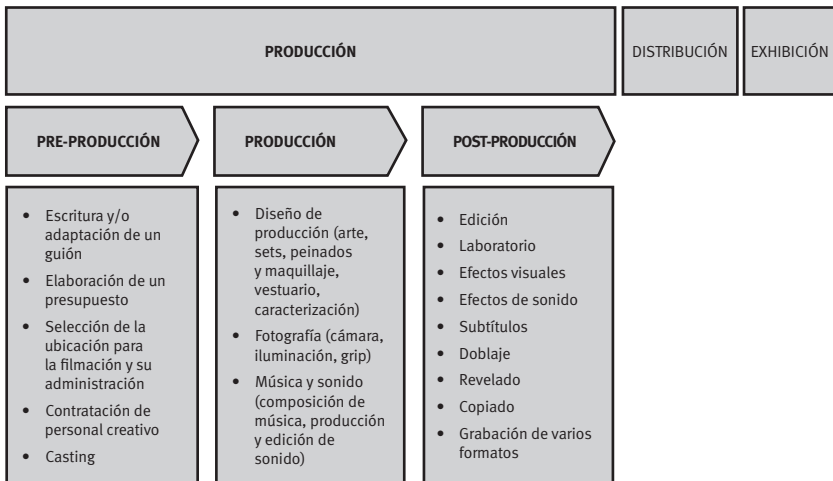 PRODUCCIÓN
DISTRIBUCIÓN
EXHIBICIÓN
PRE-PRODUCCIÓN
PRODUCCIÓN
POST-PRODUCCIÓN
• Escritura y/o
adaptación de un
guión
• Elaboración de un
presupuesto
• Selección de la
ubicación para
la filmación y su
administración
• Contratación de
personal creativo
• Casting
• Diseño de
producción (arte,
sets, peinados
y maquillaje,
vestuario,
caracterización)
• Fotografía (cámara,
iluminación, grip)
• Música y sonido
(composición de
música, producción
y edición de
sonido)
• Edición
• Laboratorio
• Efectos visuales
• Efectos de sonido
• Subtítulos
• Doblaje
• Revelado
• Copiado
• Grabación de varios
formatos